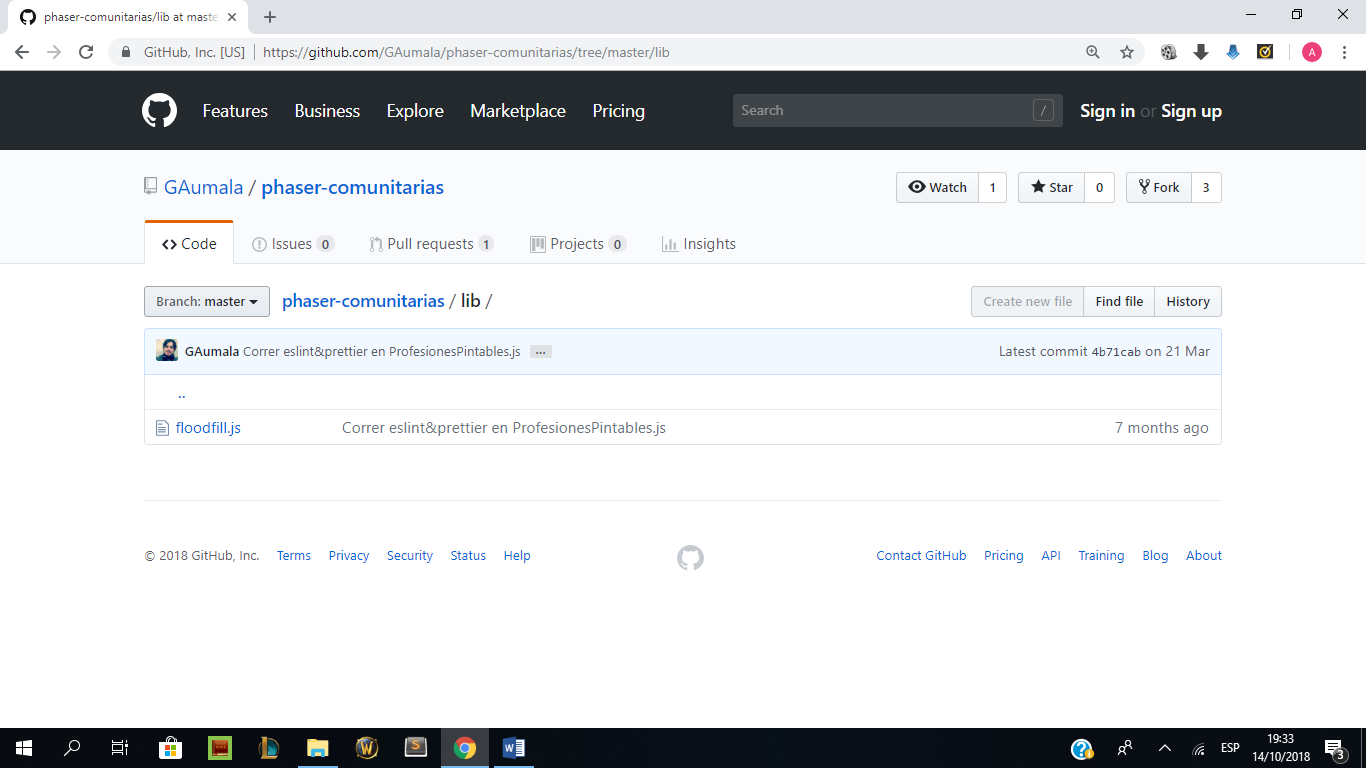 phaser-comunitarias/lib at maste
GitHub, Inc. [US] | https://github.com/GAumala/phaser-comunitarias/tree/master/lib
A
Features Business Explore Marketplace Pricing Search / Sign in or Sign up
GAumala / phaser-comunitarias
Watch 1 Star 0 Fork 3
Code Issues 0 Pull requests 1 Projects 0 Insights
Branch: master phaser-comunitarias / lib / Create new file Find file History
GAumala Correr eslint&prettier en ProfesionesPintables.js ... Latest commit 4b71cab on 21 Mar
..
floodfill.js Correr eslint&prettier en ProfesionesPintables.js 7 months ago
© 2018 GitHub, Inc. Terms Privacy Security Status Help Contact GitHub Pricing API Training Blog About
ESP 19:33
14/10/2018
3